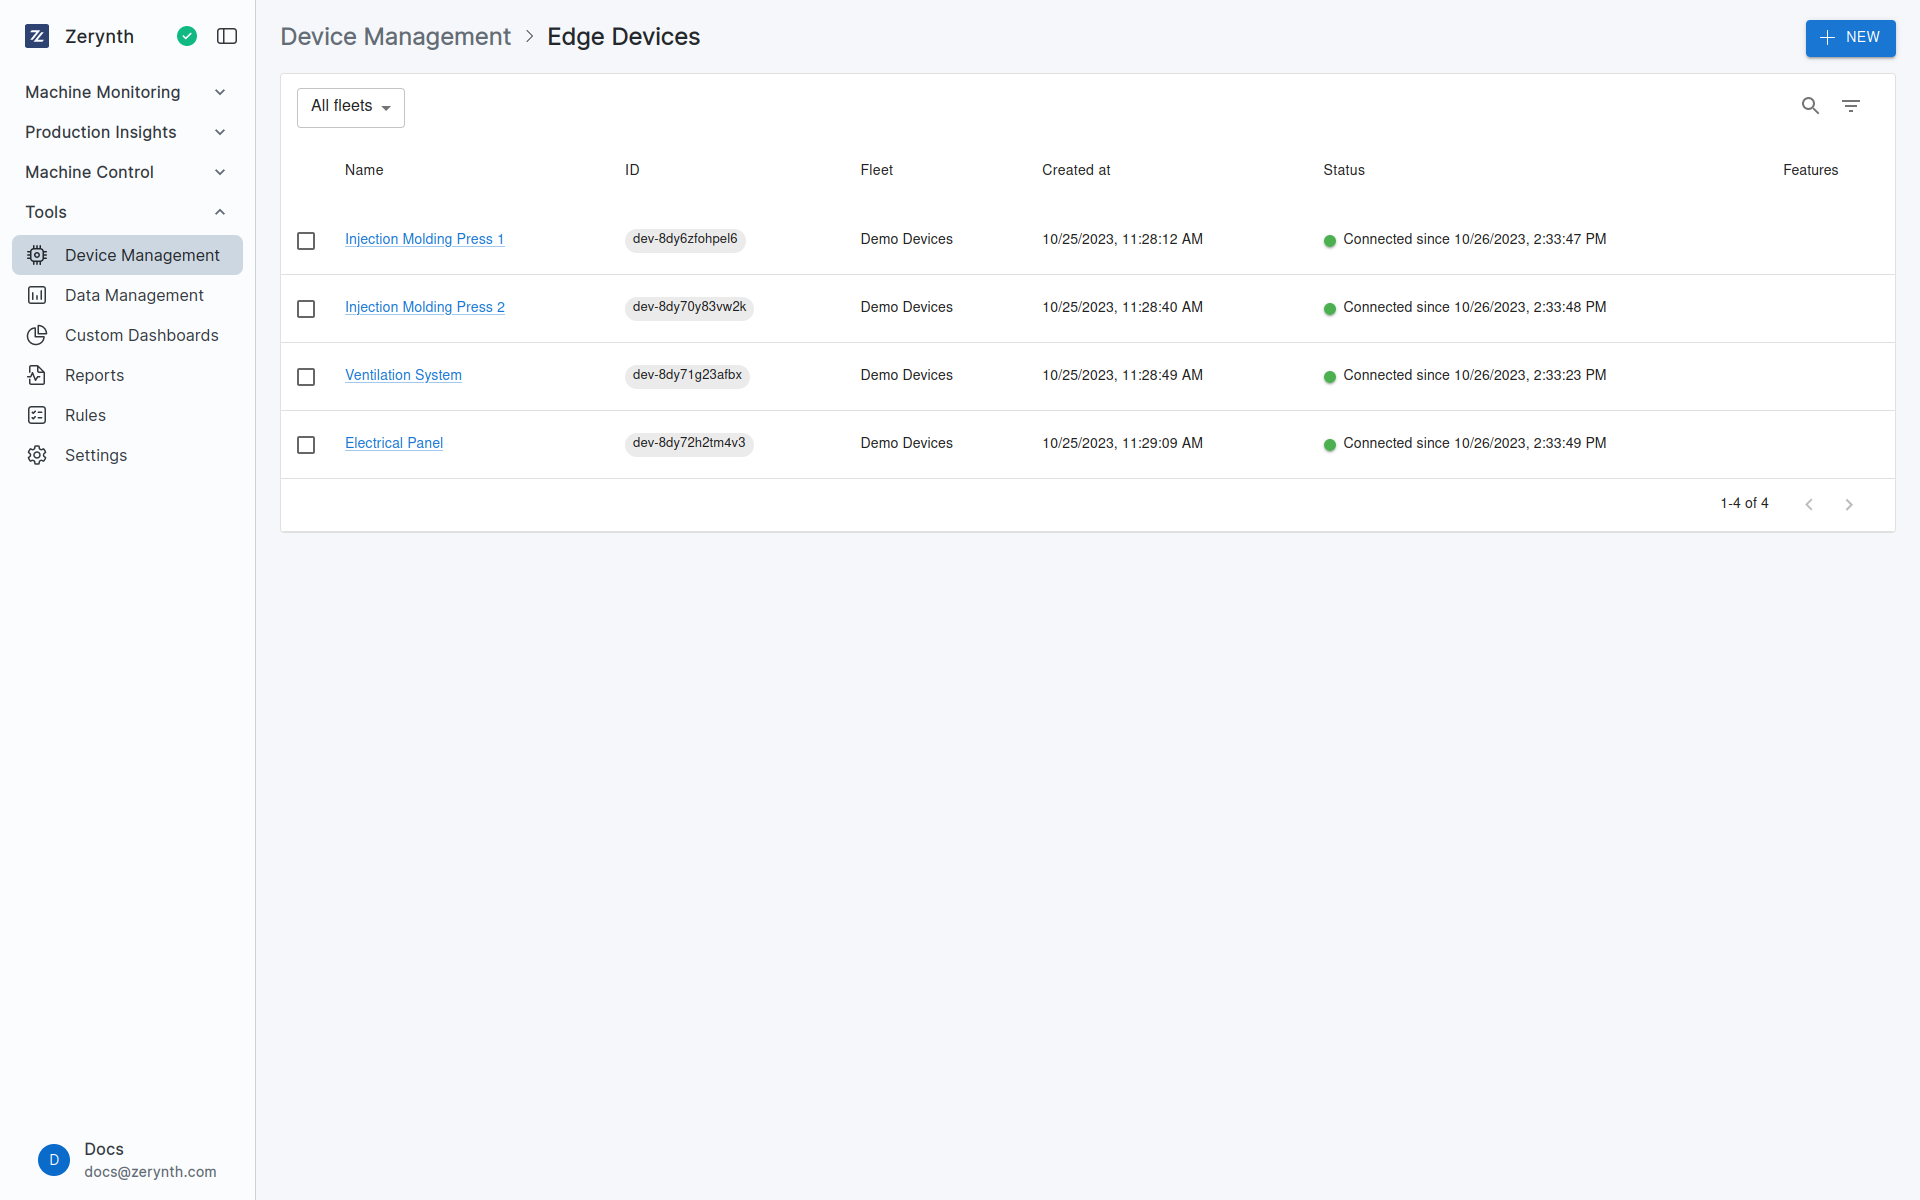 Zerynth
Machine Monitoring
Production Insights
Machine Control
Tools
Device Management
Data Management
Custom Dashboards
Reports
Rules
Settings
D
Docs
docs@zerynth.com
Device Management > Edge Devices
+ NEW
All fleets
Name ID Fleet Created at Status Features
Injection Molding Press 1 dev-8dy6zfohpel6 Demo Devices 10/25/2023, 11:28:12 AM Connected since 10/26/2023, 2:33:47 PM
Injection Molding Press 2 dev-8dy70y83vw2k Demo Devices 10/25/2023, 11:28:40 AM Connected since 10/26/2023, 2:33:48 PM
Ventilation System dev-8dy71g23afbx Demo Devices 10/25/2023, 11:28:49 AM Connected since 10/26/2023, 2:33:23 PM
Electrical Panel dev-8dy72h2tm4v3 Demo Devices 10/25/2023, 11:29:09 AM Connected since 10/26/2023, 2:33:49 PM
1-4 of 4